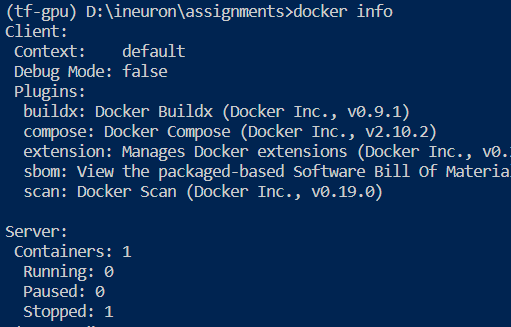 (tf-gpu) D:\ineuron\assignments>docker info
Client:
 Context:    default
 Debug Mode: false
 Plugins:
  buildx: Docker Buildx (Docker Inc., v0.9.1)
  compose: Docker Compose (Docker Inc., v2.10.2)
  extension: Manages Docker extensions (Docker Inc., v0.
  sbom: View the packaged-based Software Bill Of Materia
  scan: Docker Scan (Docker Inc., v0.19.0)

Server:
 Containers: 1
  Running: 0
  Paused: 0
  Stopped: 1